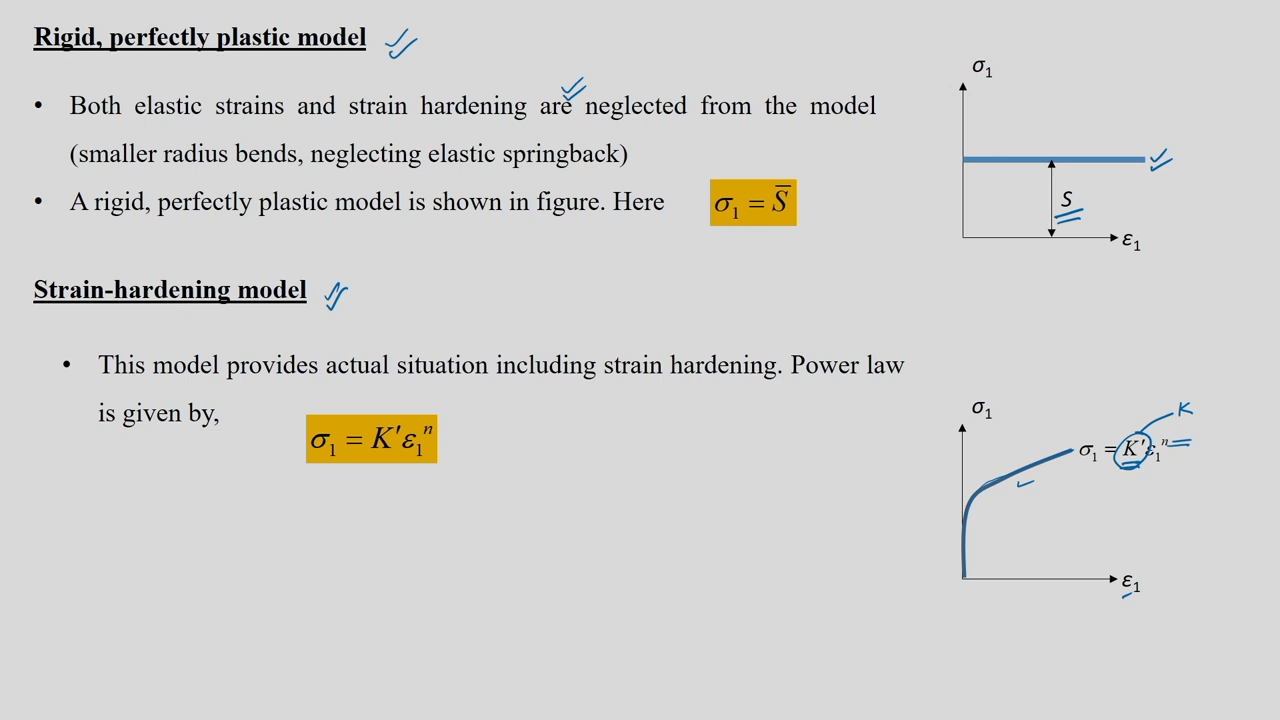 Rigid, perfectly plastic model
• Both elastic strains and strain hardening are neglected from the model
(smaller radius bends, neglecting elastic springback)
• A rigid, perfectly plastic model is shown in figure. Here σ₁ = S̅
σ₁
S
ε₁
Strain-hardening model
• This model provides actual situation including strain hardening. Power law
is given by, σ₁ = K′ε₁ⁿ
σ₁
K
σ₁ = K′ε₁ⁿ
ε₁